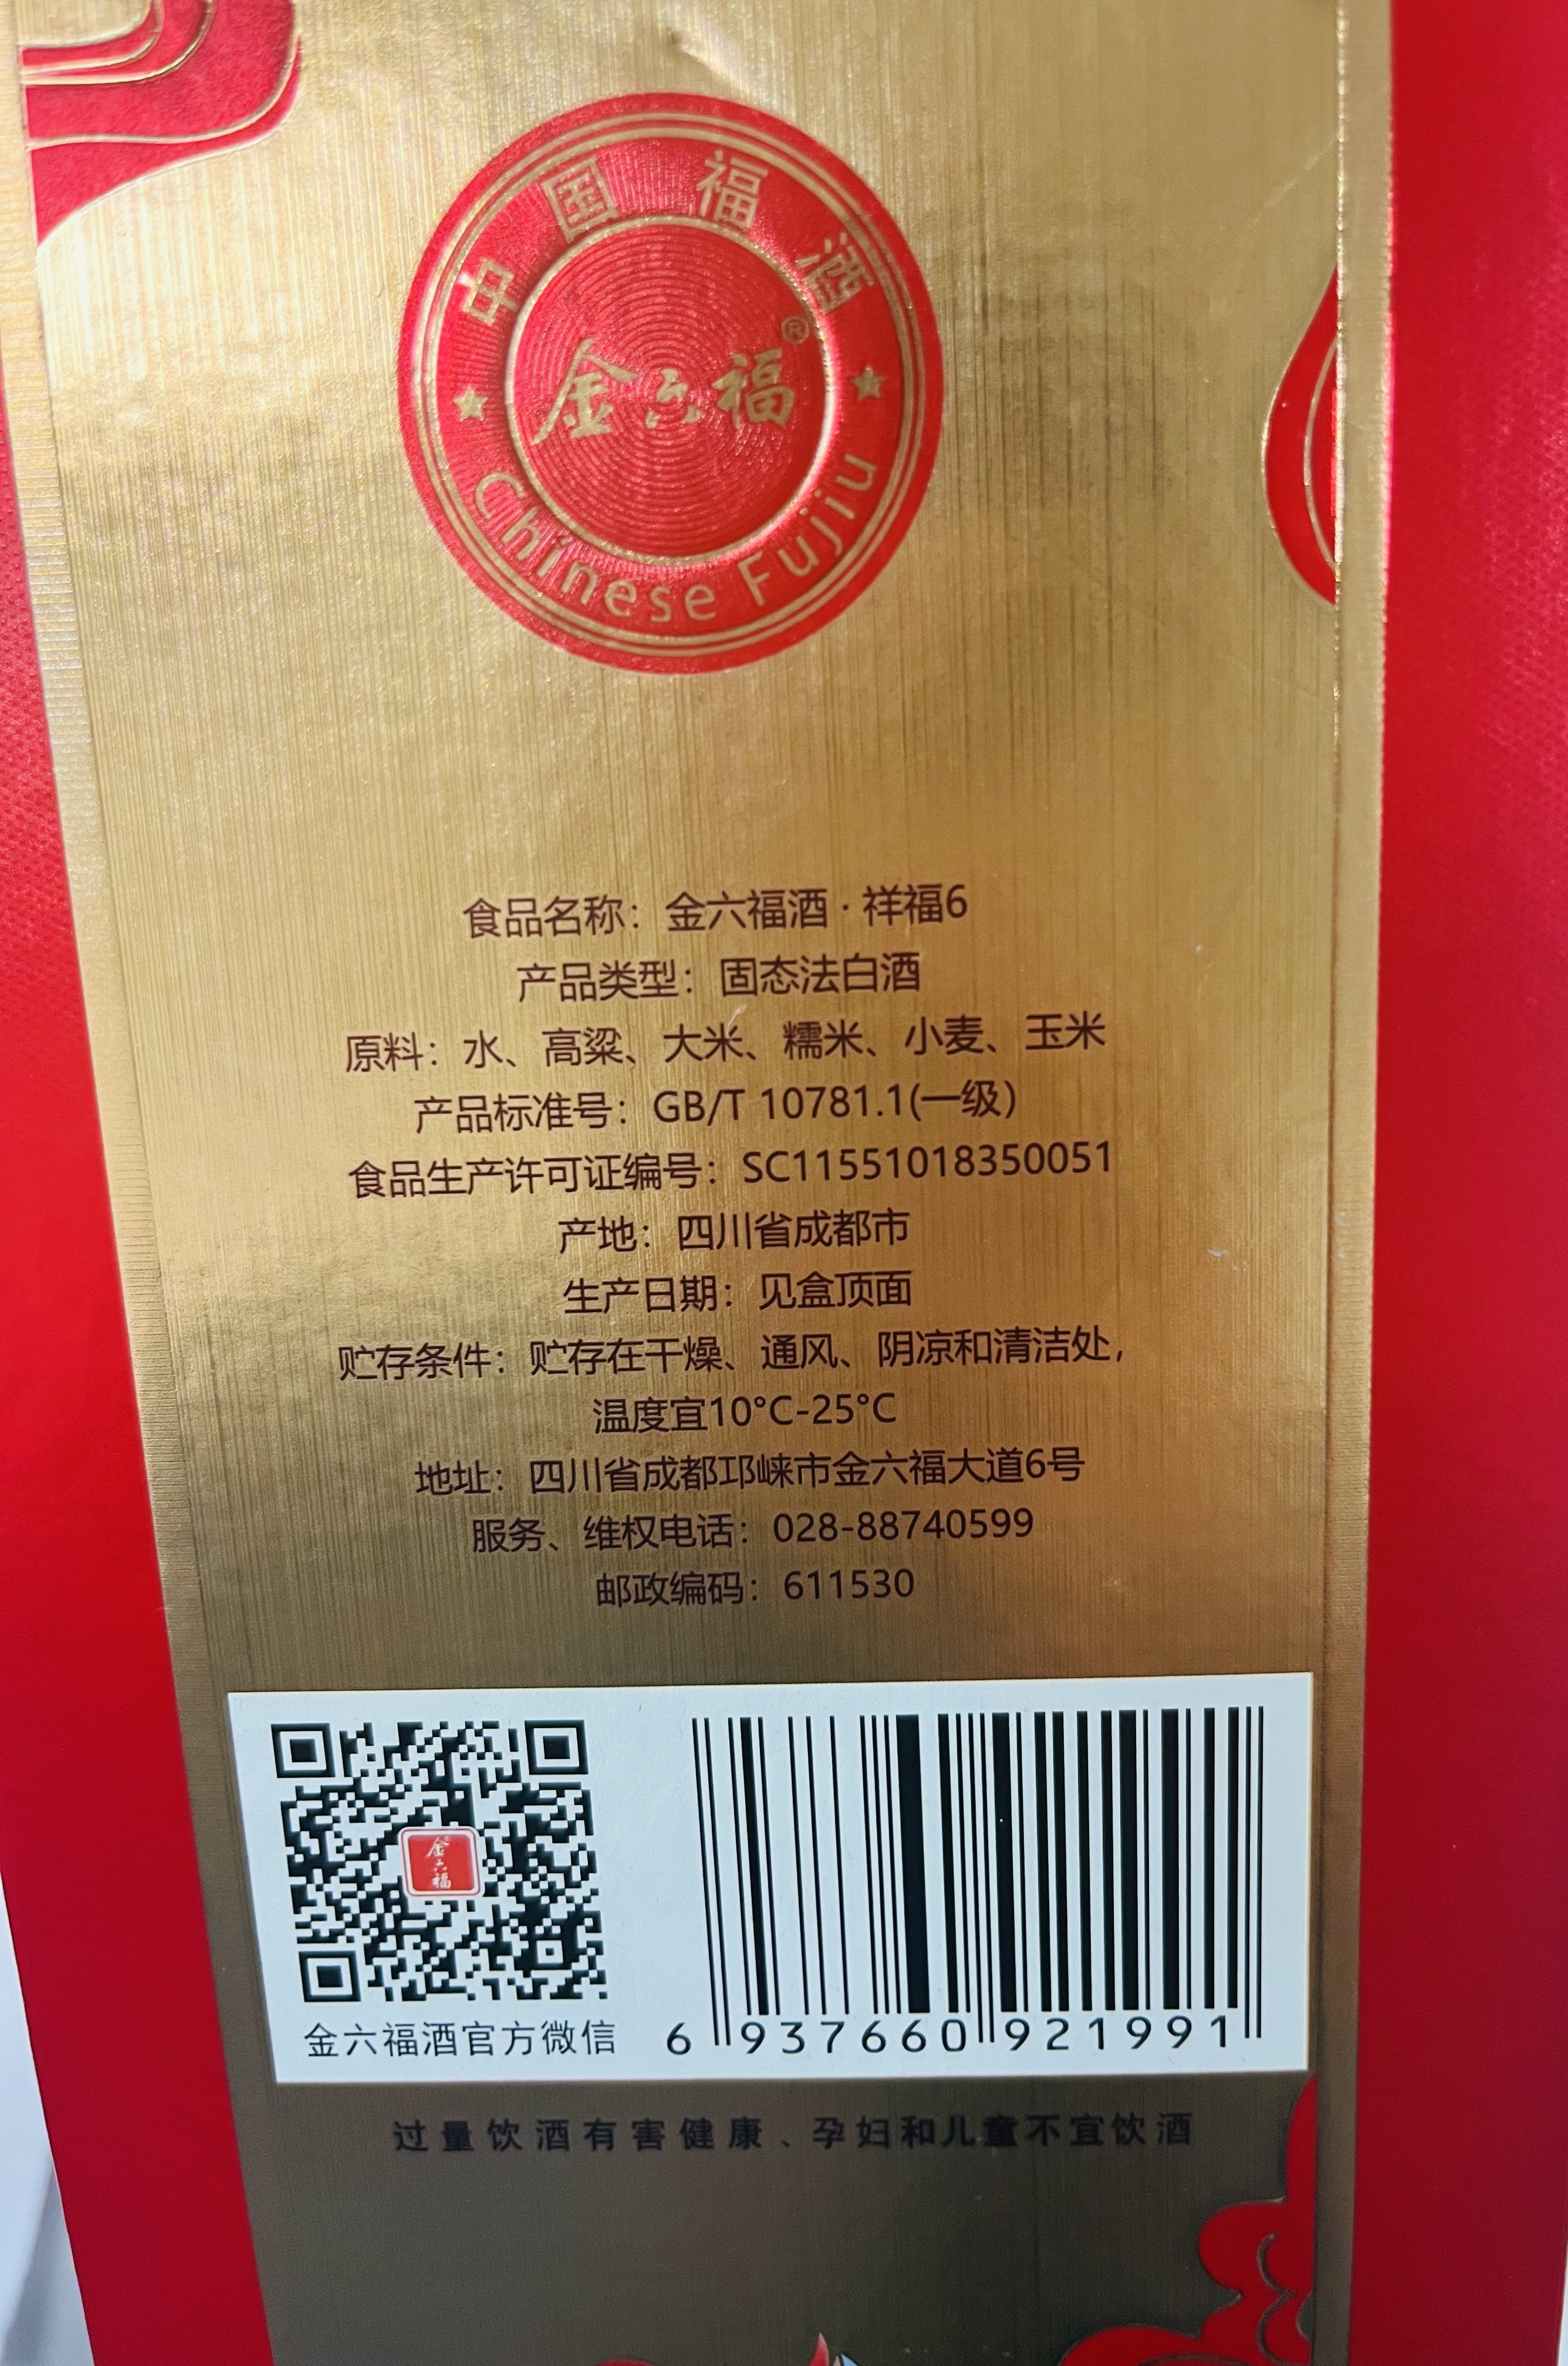 中国福酒
金六福®
Chinese Fujiu
食品名称：金六福酒·祥福6
产品类型：固态法白酒
原料：水、高粱、大米、糯米、小麦、玉米
产品标准号：GB/T 10781.1(一级）
食品生产许可证编号：SC11551018350051
产地：四川省成都市
生产日期：见盒顶面
贮存条件：贮存在干燥、通风、阴凉和清洁处，
温度宜10°C-25°C
地址：四川省成都邛崃市金六福大道6号
服务、维权电话：028-88740599
邮政编码：611530
金六福
金六福酒官方微信
6 937660 921991
过量饮酒有害健康、孕妇和儿童不宜饮酒